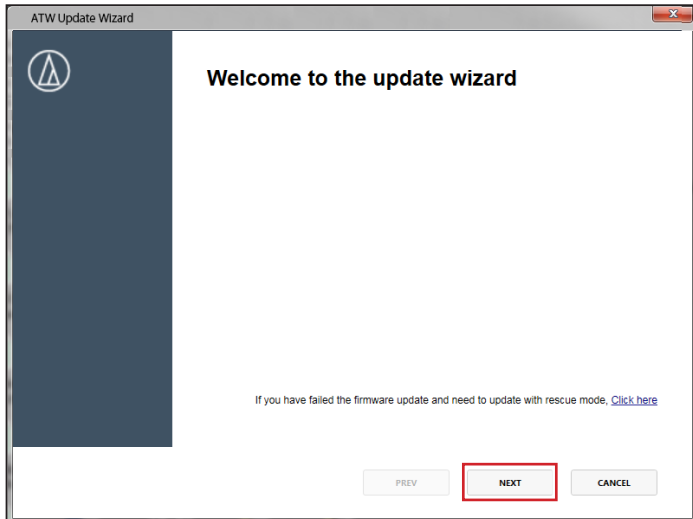 ATW Update Wizard
Welcome to the update wizard
If you have failed the firmware update and need to update with rescue mode, Click here
PREV NEXT CANCEL